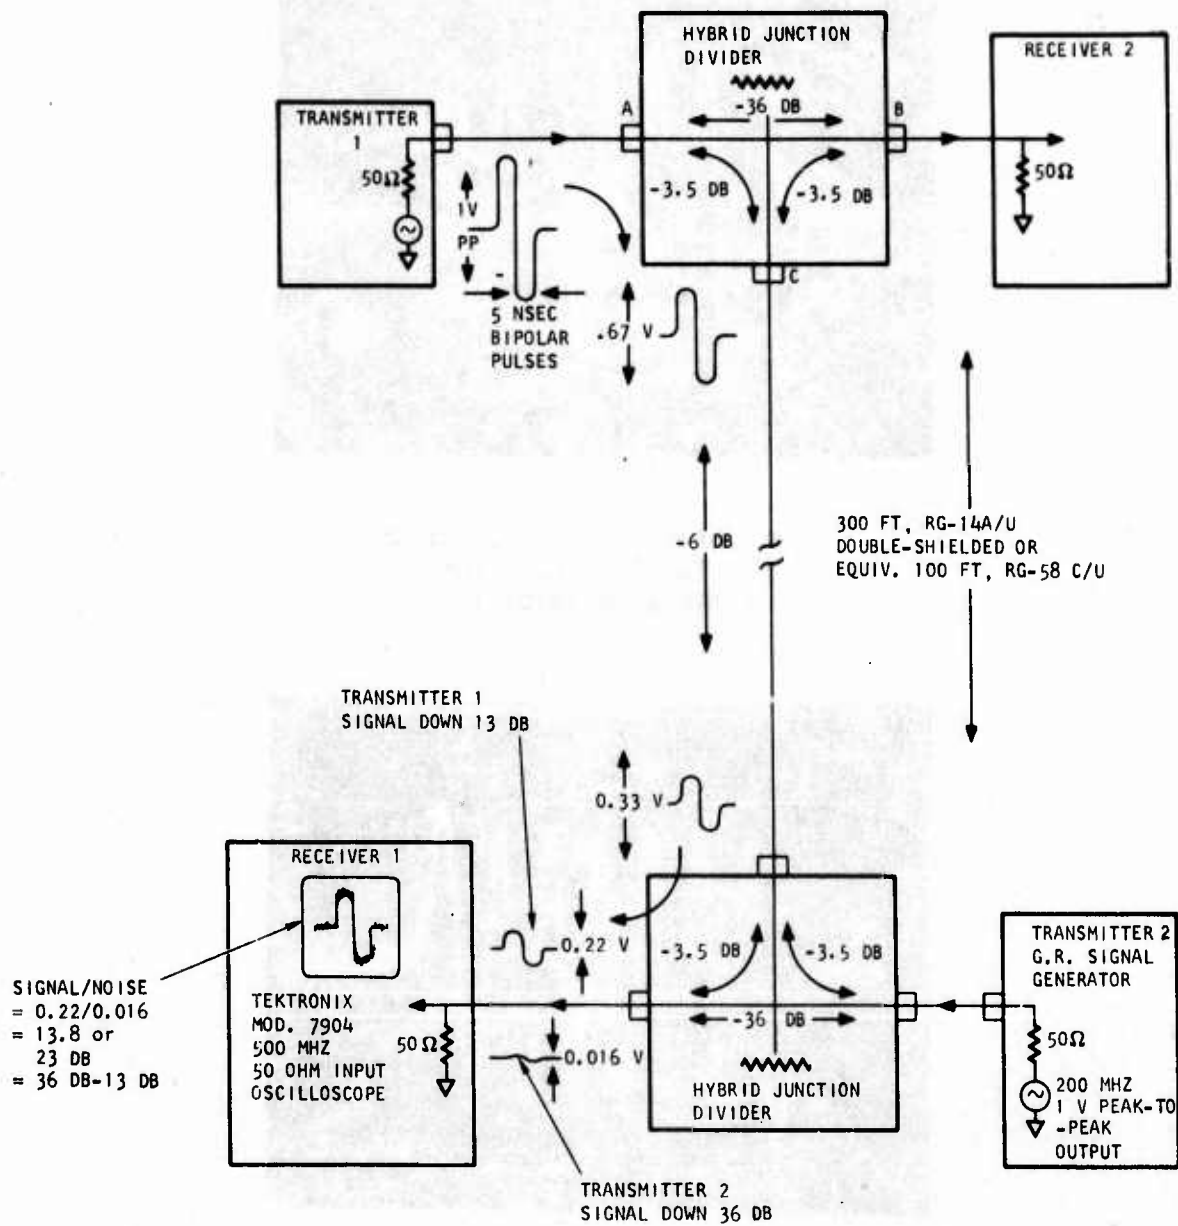 HYBRID JUNCTION
DIVIDER
-36 DB
A
B
-3.5 DB
-3.5 DB
C
TRANSMITTER
1
50Ω
1V
PP
5 NSEC
BIPOLAR
PULSES
RECEIVER 2
50Ω
.67 V
-6 DB
300 FT, RG-14A/U
DOUBLE-SHIELDED OR
EQUIV. 100 FT, RG-58 C/U
TRANSMITTER 1
SIGNAL DOWN 13 DB
0.33 V
RECEIVER 1
TEKTRONIX
MOD. 7904
500 MHZ
50 OHM INPUT
OSCILLOSCOPE
50Ω
SIGNAL/NOISE
= 0.22/0.016
= 13.8 or
23 DB
= 36 DB-13 DB
0.22 V
0.016 V
-3.5 DB
-3.5 DB
-36 DB
HYBRID JUNCTION
DIVIDER
TRANSMITTER 2
G.R. SIGNAL
GENERATOR
50Ω
200 MHZ
1 V PEAK-TO
-PEAK
OUTPUT
TRANSMITTER 2
SIGNAL DOWN 36 DB